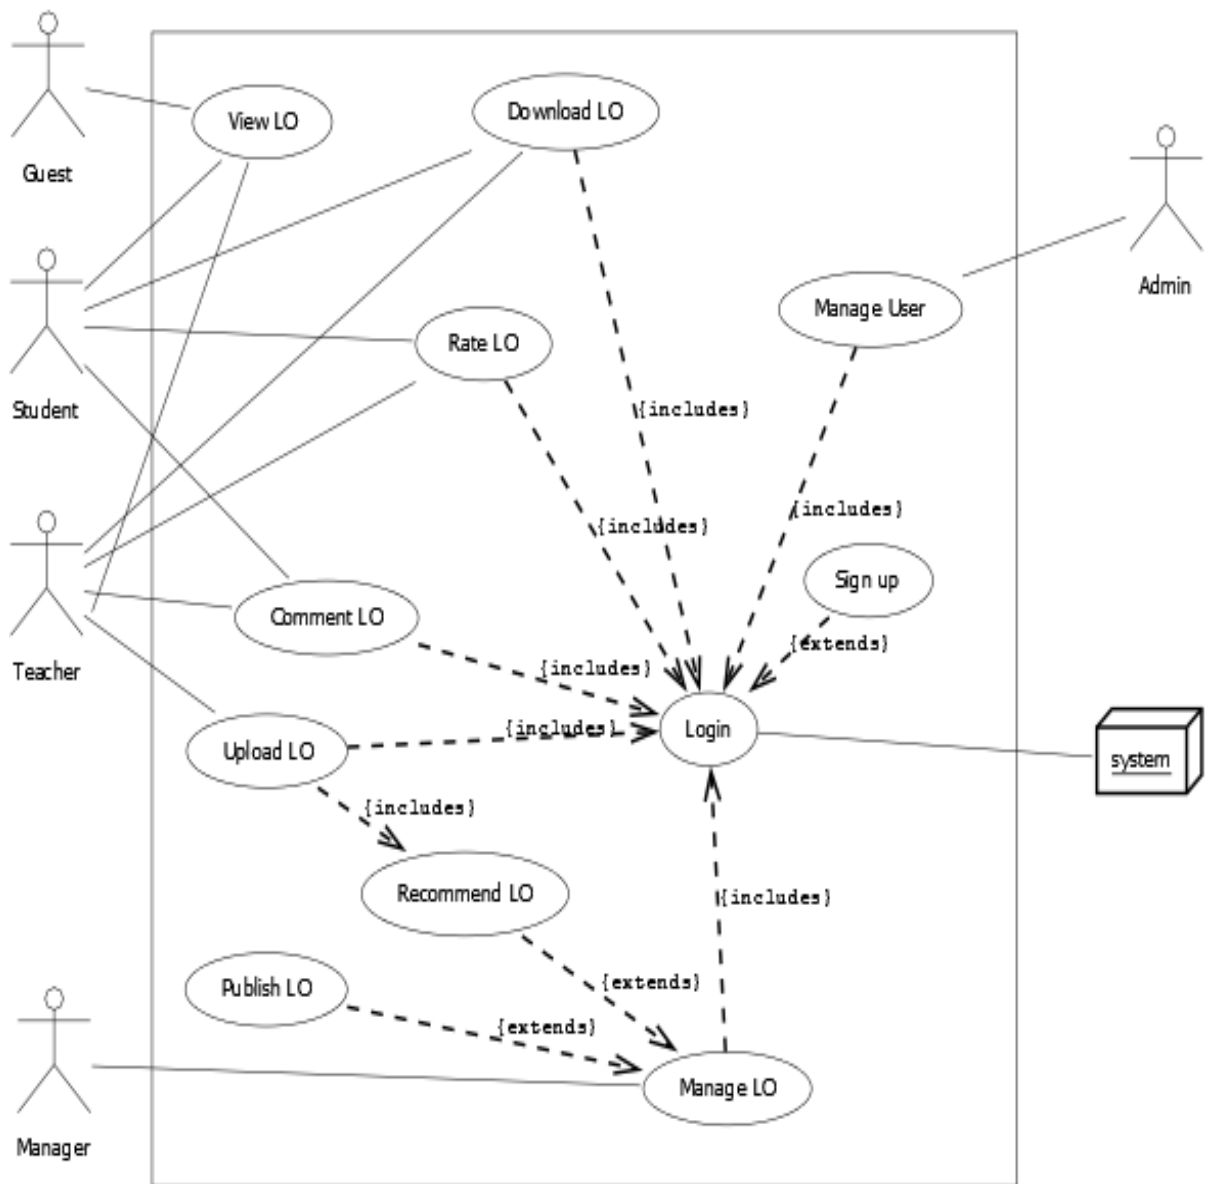 View LO
Download LO
Guest
Admin
Manage User
Rate LO
Student
{includes}
{includes}
{includes}
Sign up
Comment LO
{extends}
Teacher
{includes}
{includes}
Login
Upload LO
system
{includes}
Recommend LO
{includes}
Publish LO
{extends}
{extends}
Manage LO
Manager